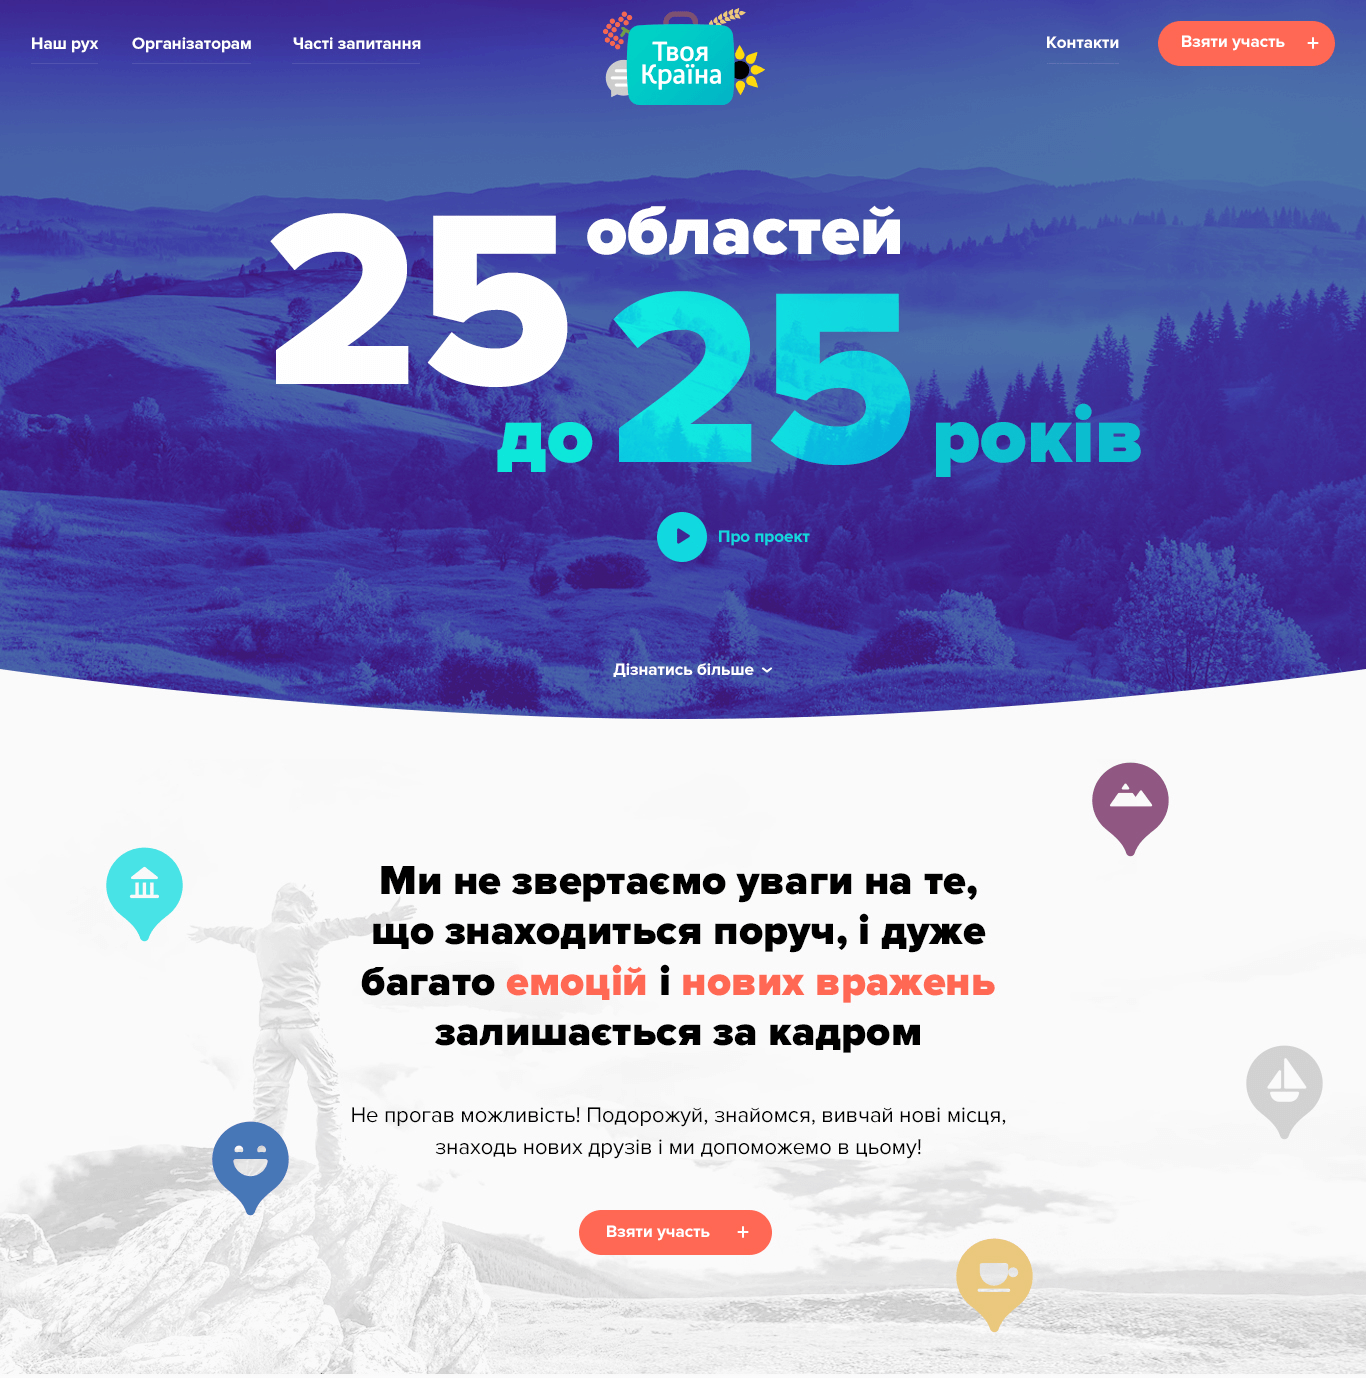 Наш рух
Організаторам
Часті запитання
Твоя
Країна
Контакти
Взяти участь
25 областей
до 25 років
Про проект
Дізнатись більше
Ми не звертаємо уваги на те,
що знаходиться поруч, і дуже
багато емоцій і нових вражень
залишається за кадром
Не прогав можливість! Подорожуй, знайомся, вивчай нові місця,
знаходь нових друзів і ми допоможемо в цьому!
Взяти участь